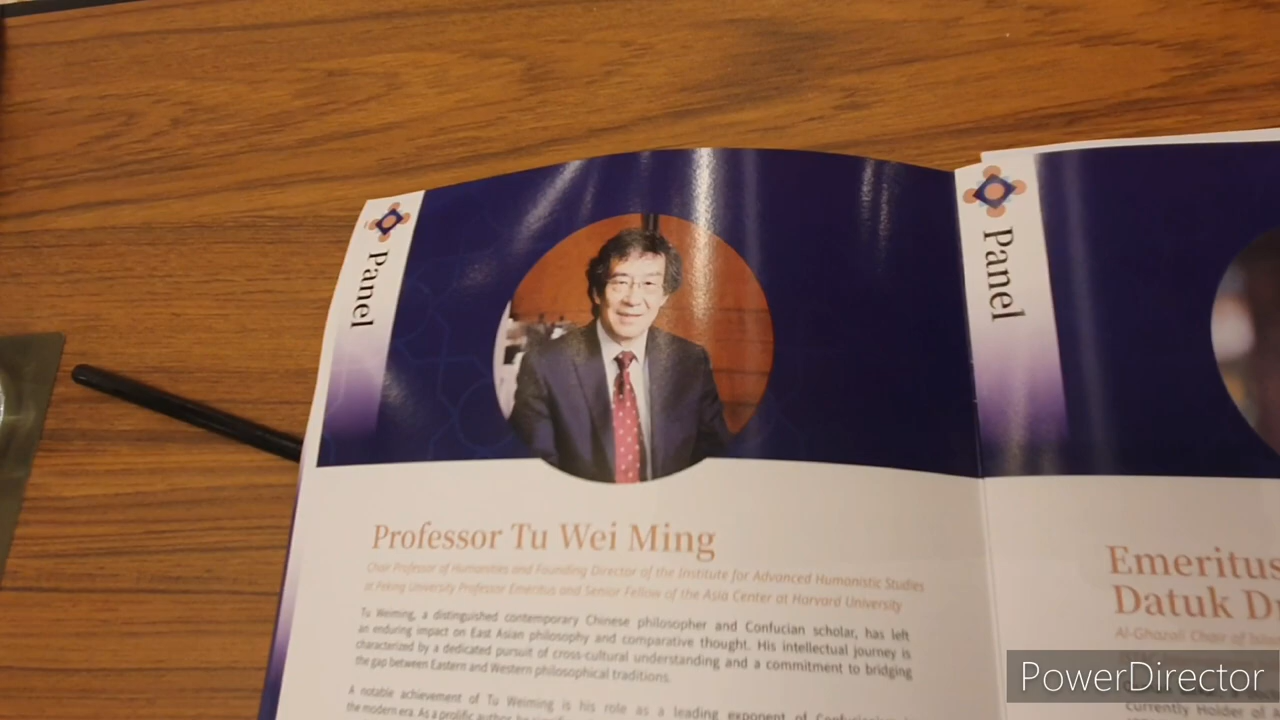 Panel
Professor Tu Wei Ming
Chair Professor of Humanities and Founding Director of the Institute for Advanced Humanistic Studies
at Peking University Professor Emeritus and Senior Fellow of the Asia Center at Harvard University
Tu Weiming, a distinguished contemporary Chinese philosopher and Confucian scholar, has left
an enduring impact on East Asian philosophy and comparative thought. His intellectual journey is
characterized by a dedicated pursuit of cross-cultural understanding and a commitment to bridging
the gap between Eastern and Western philosophical traditions.
A notable achievement of Tu Weiming is his role as a leading exponent of
the modern era. As a prolific author, he
Panel
Emeritus
Datuk
Al-Ghazali Chair of
currently Holder of
PowerDirector